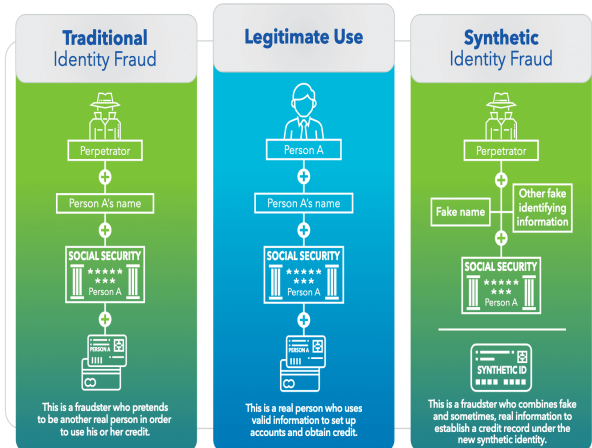 Traditional
Identity Fraud
Perpetrator
Person A's name
SOCIAL SECURITY
*****
***
Person A
PERSON A
This is a fraudster who pretends
to be another real person in order
to use his or her credit.
Legitimate Use
Person A
Person A's name
SOCIAL SECURITY
*****
***
Person A
PERSON A
This is a real person who uses
valid information to set up
accounts and obtain credit.
Synthetic
Identity Fraud
Perpetrator
Fake name
Other fake
identifying
information
SOCIAL SECURITY
*****
***
Person A
SYNTHETIC ID
This is a fraudster who combines fake
and sometimes, real information to
establish a credit record under the
new synthetic identity.